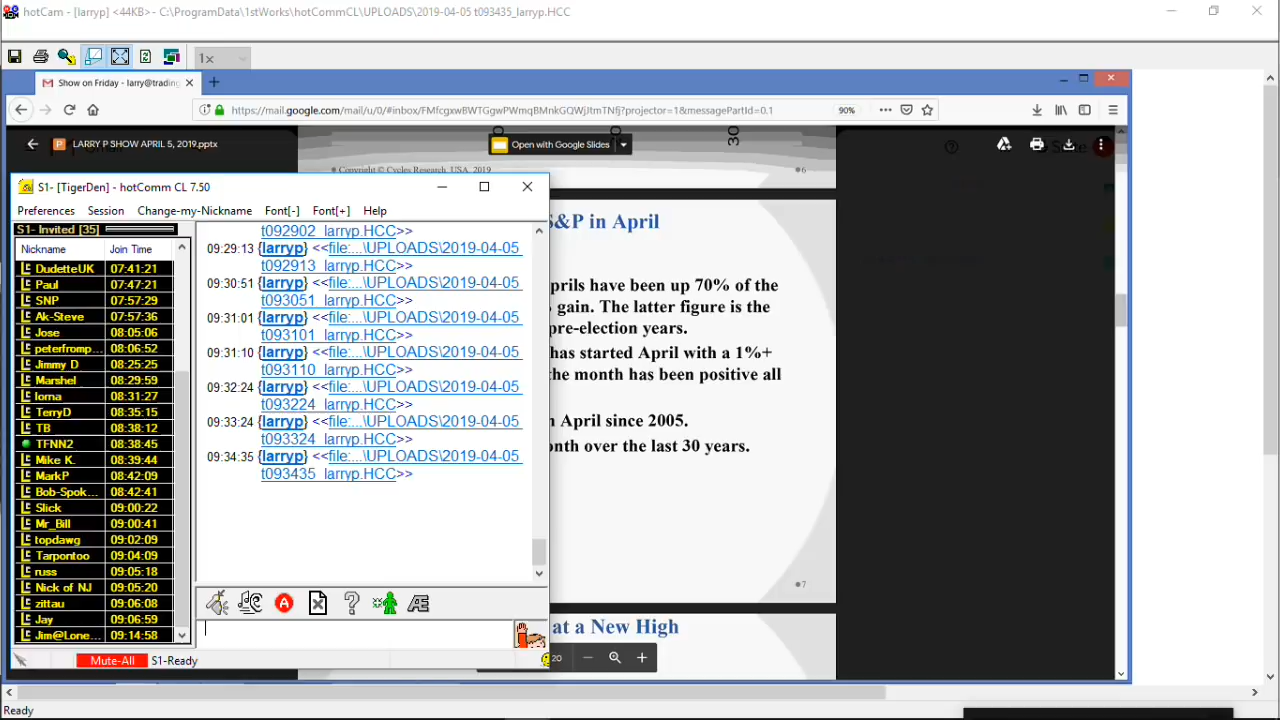 hotCam - [larryp] <44KB>- C:\ProgramData\1stWorks\hotCommCL\UPLOADS\2019-04-05 t093435_larryp.HCC
1x
Show on Friday - larry@trading
https://mail.google.com/mail/u/0/#inbox/FMfcgxwBWTGgwPWmqBMnkGQWjJtmTNfj?projector=1&messagePartId=0.1
90%
LARRY P SHOW APRIL 5, 2019.pptx
Open with Google Slides
30
Copyright © Cycles Research, USA, 2019
6
S1- [TigerDen] - hotComm CL 7.50
Preferences Session Change-my-Nickname Font[-] Font[+] Help
S1- Invited [35]
Nickname Join Time
DudetteUK 07:41:21
Paul 07:47:21
SNP 07:57:29
Ak-Steve 07:57:36
Jose 08:05:06
peterfromp... 08:06:52
Jimmy D 08:25:25
Marshel 08:29:59
lorna 08:31:27
TerryD 08:35:15
TB 08:38:12
TFNN2 08:38:45
Mike K. 08:39:44
MarkP 08:42:09
Bob-Spok... 08:42:41
Slick 09:00:22
Mr_Bill 09:00:41
topdawg 09:02:09
Tarpontoo 09:04:09
russ 09:05:18
Nick of NJ 09:05:20
zittau 09:06:08
Jay 09:06:59
Jim@Lone... 09:14:58
t092902_larryp.HCC>>
09:29:13 {larryp} <<file:...\UPLOADS\2019-04-05
t092913_larryp.HCC>>
09:30:51 {larryp} <<file:...\UPLOADS\2019-04-05
t093051_larryp.HCC>>
09:31:01 {larryp} <<file:...\UPLOADS\2019-04-05
t093101_larryp.HCC>>
09:31:10 {larryp} <<file:...\UPLOADS\2019-04-05
t093110_larryp.HCC>>
09:32:24 {larryp} <<file:...\UPLOADS\2019-04-05
t093224_larryp.HCC>>
09:33:24 {larryp} <<file:...\UPLOADS\2019-04-05
t093324_larryp.HCC>>
09:34:35 {larryp} <<file:...\UPLOADS\2019-04-05
t093435_larryp.HCC>>
Mute-All S1-Ready
S&P in April
prils have been up 70% of the
gain. The latter figure is the
pre-election years.
has started April with a 1%+
the month has been positive all
April since 2005.
nth over the last 30 years.
7
at a New High
20
Ready